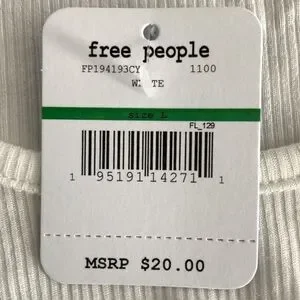 free people
FP194193CY 1100
WHITE
size L
FL_129
1 95191 14271 1
MSRP $20.00